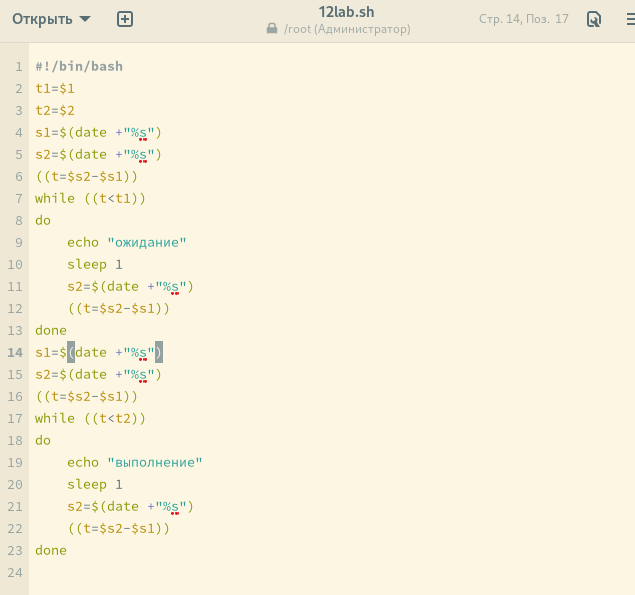 Открыть
12lab.sh
/root (Администратор)
Стр. 14, Поз. 17
1 #!/bin/bash
2 t1=$1
3 t2=$2
4 s1=$(date +"%s")
5 s2=$(date +"%s")
6 ((t=$s2-$s1))
7 while ((t<t1))
8 do
9     echo "ожидание"
10     sleep 1
11     s2=$(date +"%s")
12     ((t=$s2-$s1))
13 done
14 s1=$(date +"%s")
15 s2=$(date +"%s")
16 ((t=$s2-$s1))
17 while ((t<t2))
18 do
19     echo "выполнение"
20     sleep 1
21     s2=$(date +"%s")
22     ((t=$s2-$s1))
23 done
24